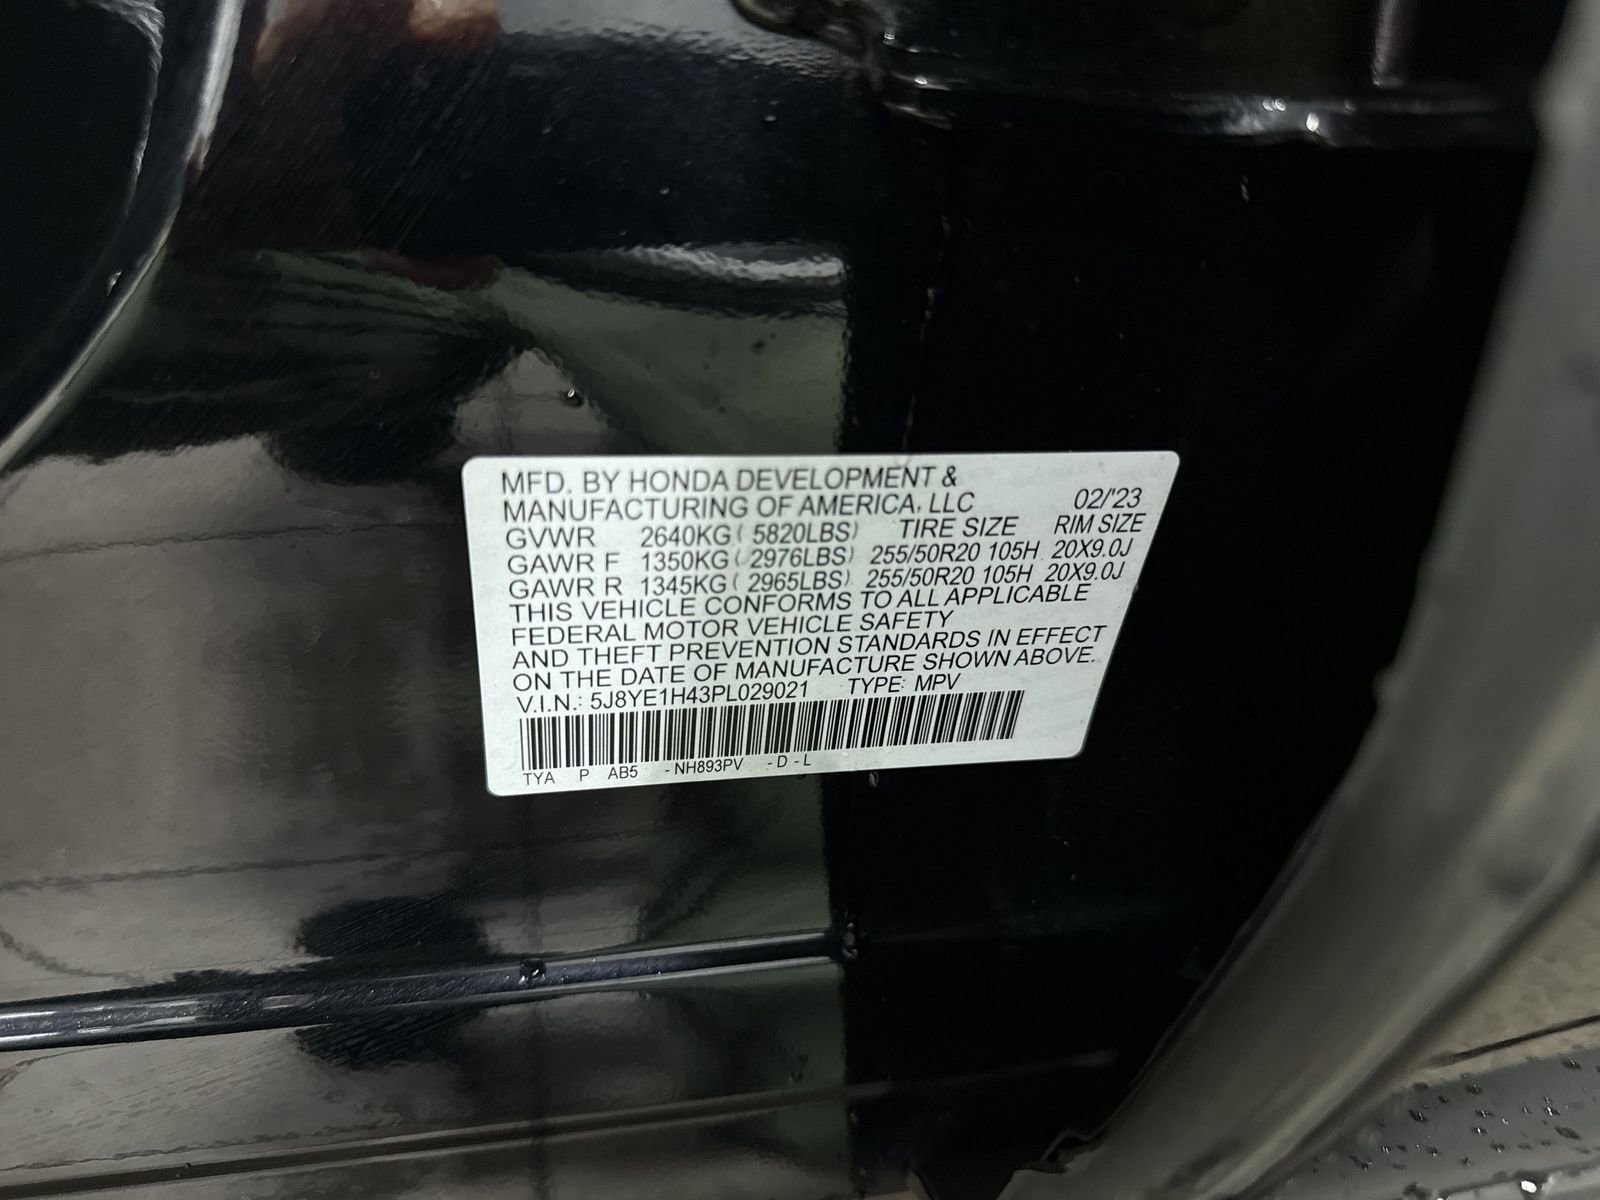 MFD. BY HONDA DEVELOPMENT &
MANUFACTURING OF AMERICA, LLC 02/'23
GVWR 2640KG ( 5820LBS) TIRE SIZE RIM SIZE
GAWR F 1350KG ( 2976LBS) 255/50R20 105H 20X9.0J
GAWR R 1345KG ( 2965LBS) 255/50R20 105H 20X9.0J
THIS VEHICLE CONFORMS TO ALL APPLICABLE
FEDERAL MOTOR VEHICLE SAFETY
AND THEFT PREVENTION STANDARDS IN EFFECT
ON THE DATE OF MANUFACTURE SHOWN ABOVE.
V.I.N.: 5J8YE1H43PL029021 TYPE: MPV
TYA P AB5 - NH893PV - D - L